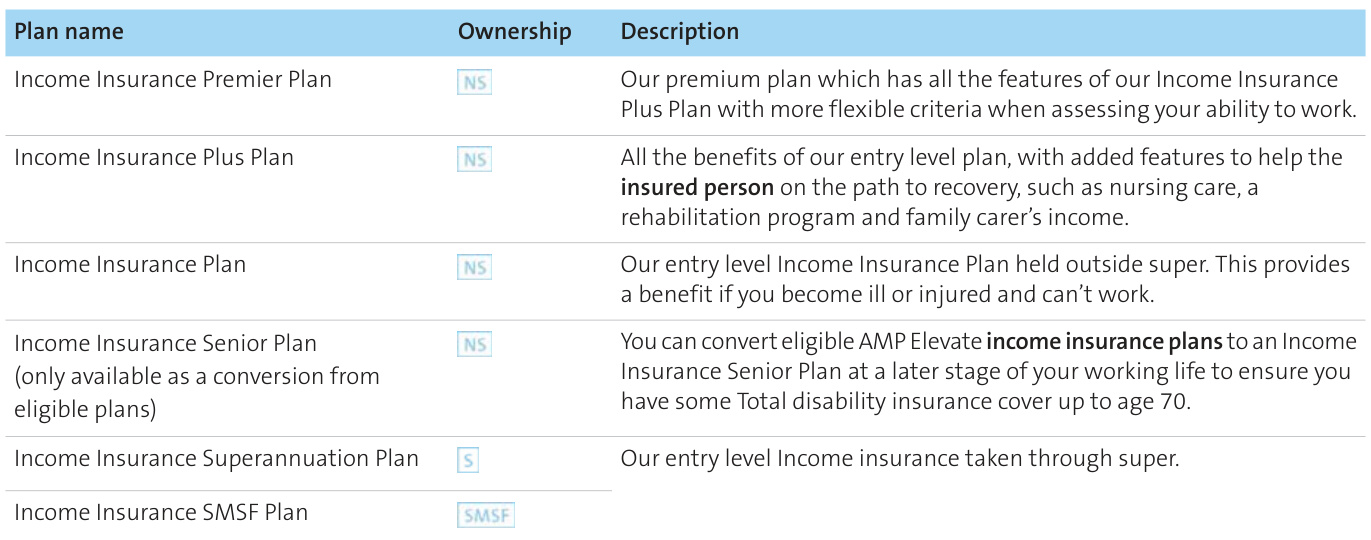 Plan name Ownership Description
Income Insurance Premier Plan NS Our premium plan which has all the features of our Income Insurance
Plus Plan with more flexible criteria when assessing your ability to work.
Income Insurance Plus Plan NS All the benefits of our entry level plan, with added features to help the
insured person on the path to recovery, such as nursing care, a
rehabilitation program and family carer’s income.
Income Insurance Plan NS Our entry level Income Insurance Plan held outside super. This provides
a benefit if you become ill or injured and can’t work.
Income Insurance Senior Plan NS You can convert eligible AMP Elevate income insurance plans to an Income
(only available as a conversion from Insurance Senior Plan at a later stage of your working life to ensure you
eligible plans) have some Total disability insurance cover up to age 70.
Income Insurance Superannuation Plan S Our entry level Income insurance taken through super.
Income Insurance SMSF Plan SMSF